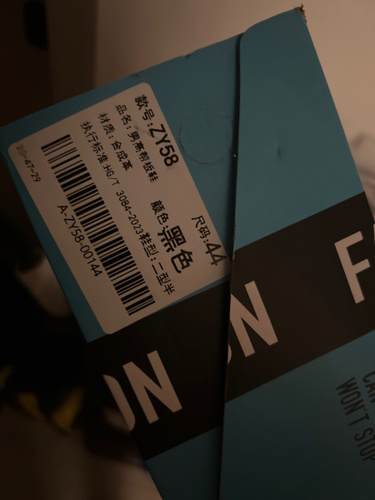 款号: ZY58
品名: 男高帮板鞋
材质: 合成革
执行标准: HG/T 3084-2023 鞋型: 二型半
颜色: 黑色
尺码: 44
A-ZY58-00144
ON
ON
F
CAN
WON'T STOP